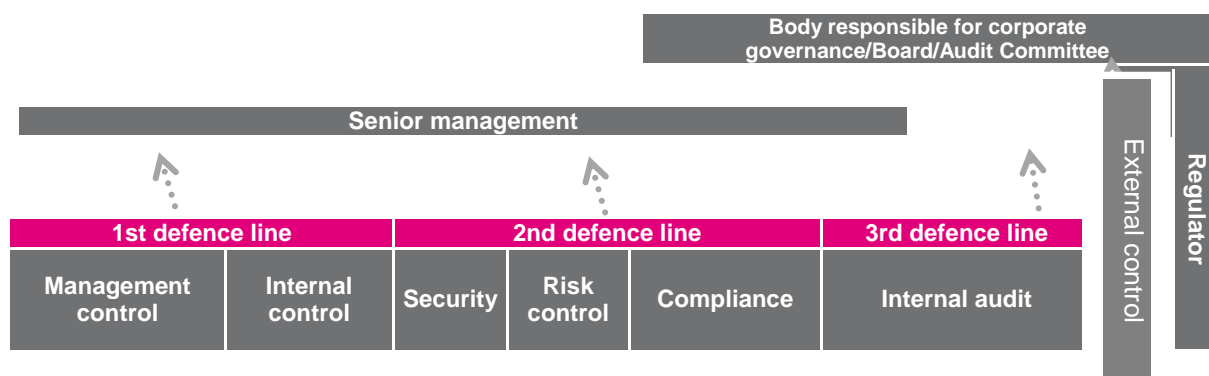 Body responsible for corporate
governance/Board/Audit Committee
Senior management
External control
Regulator
1st defence line
2nd defence line
3rd defence line
Management
control
Internal
control
Security
Risk
control
Compliance
Internal audit